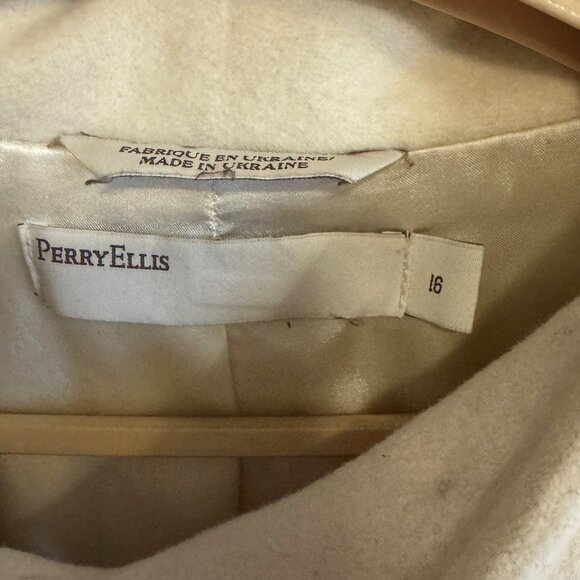 FABRIQUE EN UKRAINE/
MADE IN UKRAINE
PERRY ELLIS
16